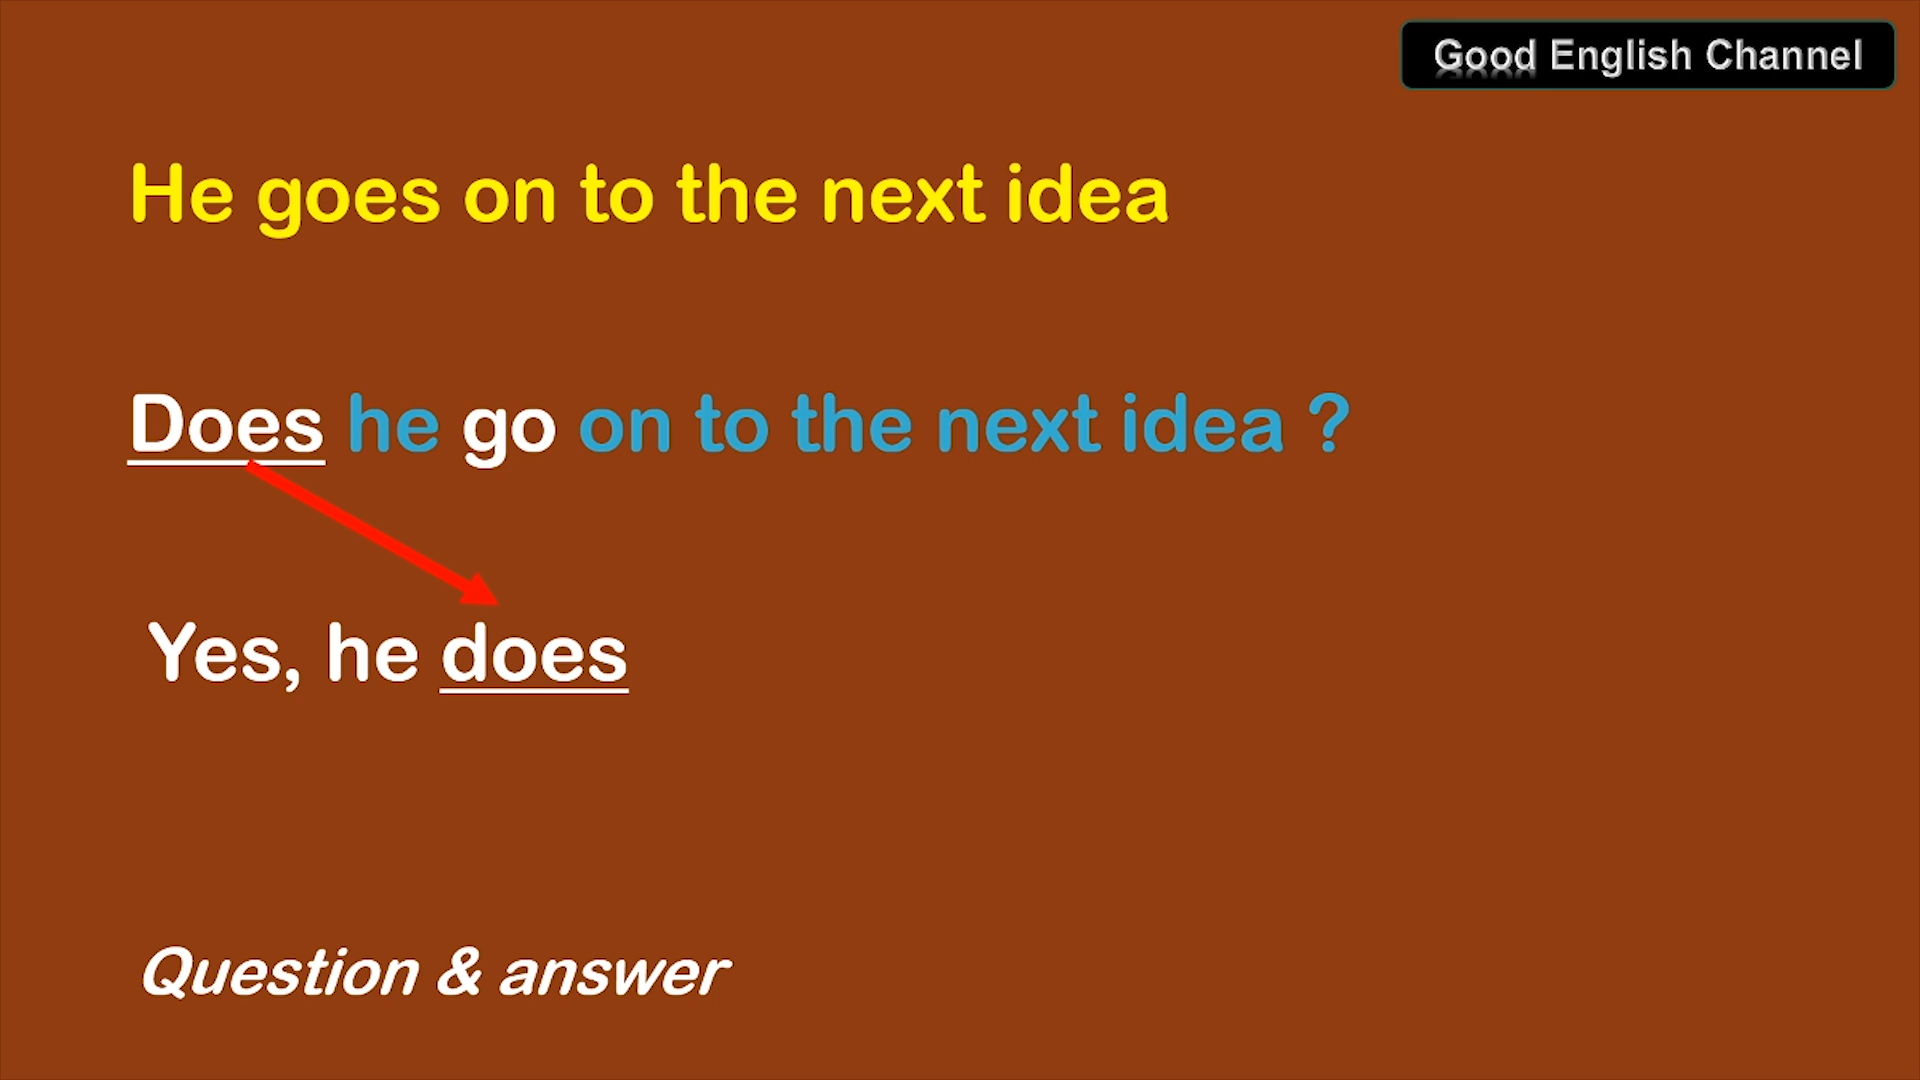 Good English Channel
He goes on to the next idea
Does he go on to the next idea ?
Yes, he does
Question & answer